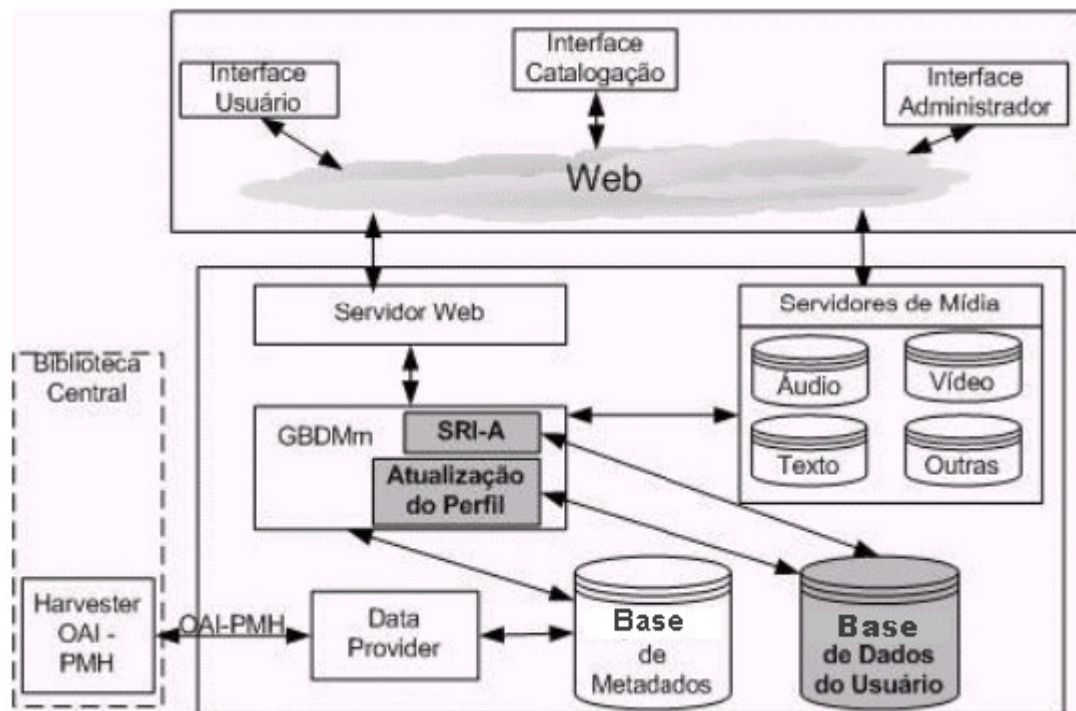 Interface
Usuário
Interface
Catalogação
Interface
Administrador
Web
Servidor Web
Servidores de Mídia
Áudio
Vídeo
Texto
Outras
Biblioteca
Central
GBDMm
SRI-A
Atualização
do Perfil
Harvester
OAI -
PMH
OAI-PMH
Data
Provider
Base
de
Metadados
Base
de Dados
do Usuário